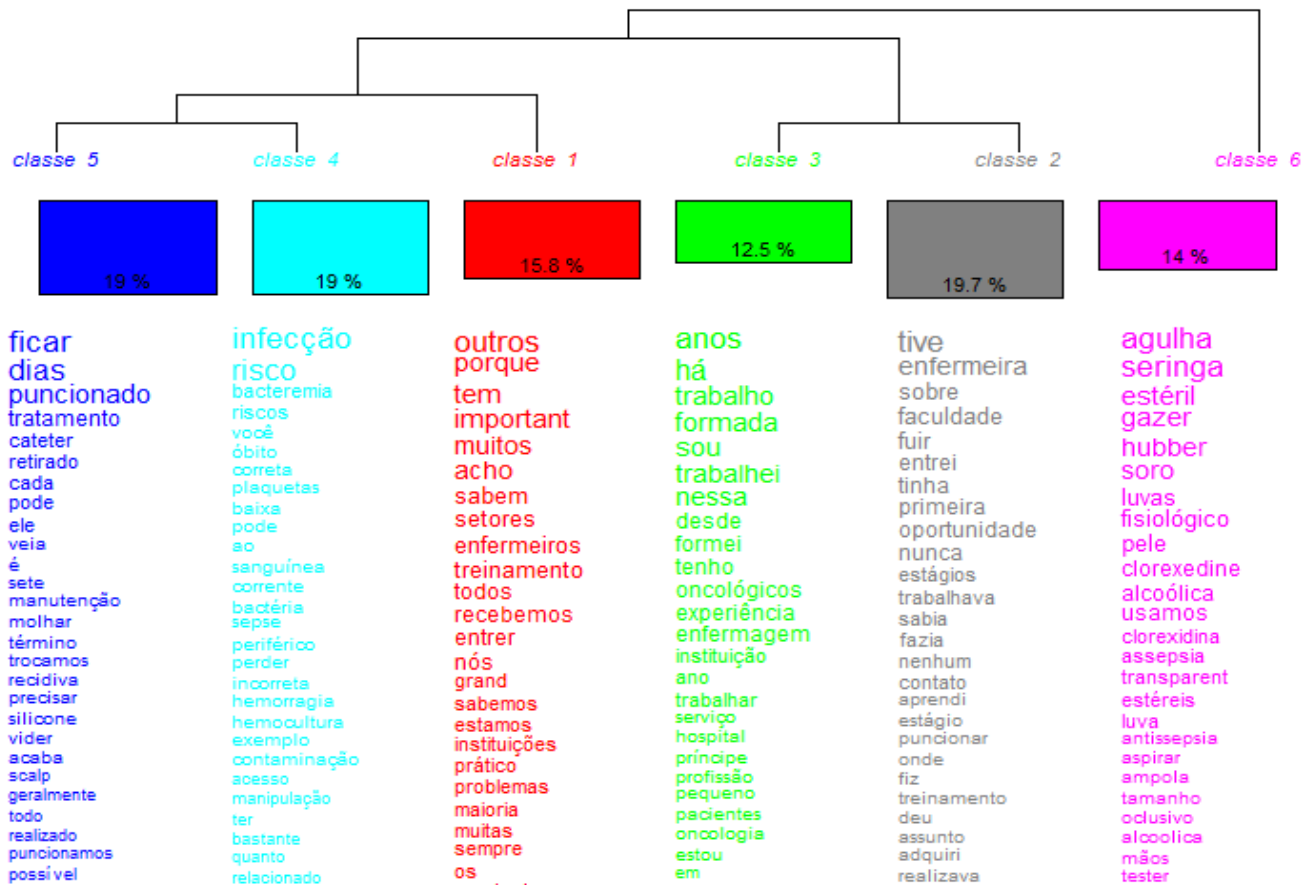 classe 5
classe 4
classe 1
classe 3
classe 2
classe 6
19 %
19 %
15.8 %
12.5 %
19.7 %
14 %
ficar
dias
puncionado
tratamento
cateter
retirado
cada
pode
ele
veia
é
sete
manutenção
molhar
término
trocamos
recidiva
precisar
silicone
vider
acaba
scalp
geralmente
todo
realizado
puncionamos
possível
infecção
risco
bacteremia
riscos
você
óbito
correta
plaquetas
baixa
pode
ao
sanguínea
corrente
bactéria
sepse
periférico
perder
incorreta
hemorragia
hemocultura
exemplo
contaminação
acesso
manipulação
ter
bastante
quanto
relacionado
outros
porque
tem
important
muitos
acho
sabem
setores
enfermeiros
treinamento
todos
recebemos
entrer
nós
grand
sabemos
estamos
instituições
prático
problemas
maioria
muitas
sempre
os
anos
há
trabalho
formada
sou
trabalhei
nessa
desde
formei
tenho
oncológicos
experiência
enfermagem
instituição
ano
trabalhar
serviço
hospital
príncipe
profissão
pequeno
pacientes
oncologia
estou
em
tive
enfermeira
sobre
faculdade
fuir
entrei
tinha
primeira
oportunidade
nunca
estágios
trabalhava
sabia
fazia
nenhum
contato
aprendi
estágio
puncionar
onde
fiz
treinamento
deu
assunto
adquiri
realizava
agulha
seringa
estéril
gazer
hubber
soro
luvas
fisiológico
pele
clorexedine
alcoólica
usamos
clorexidina
assepsia
transparent
estéreis
luva
antissepsia
aspirar
ampola
tamanho
oclusivo
alcoolica
mãos
tester